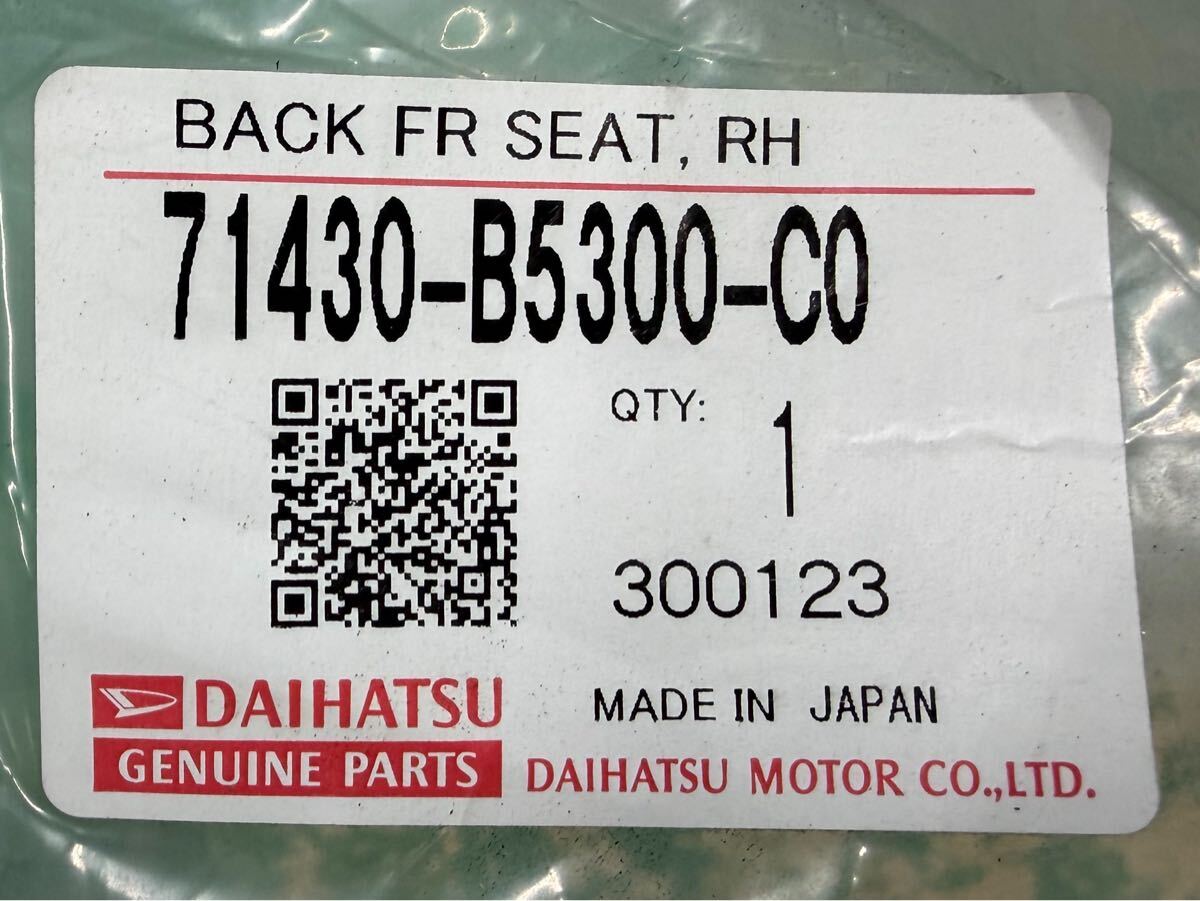 BACK FR SEAT, RH
71430-B5300-C0
QTY: 1
300123
DAIHATSU
GENUINE PARTS
MADE IN JAPAN
DAIHATSU MOTOR CO.,LTD.